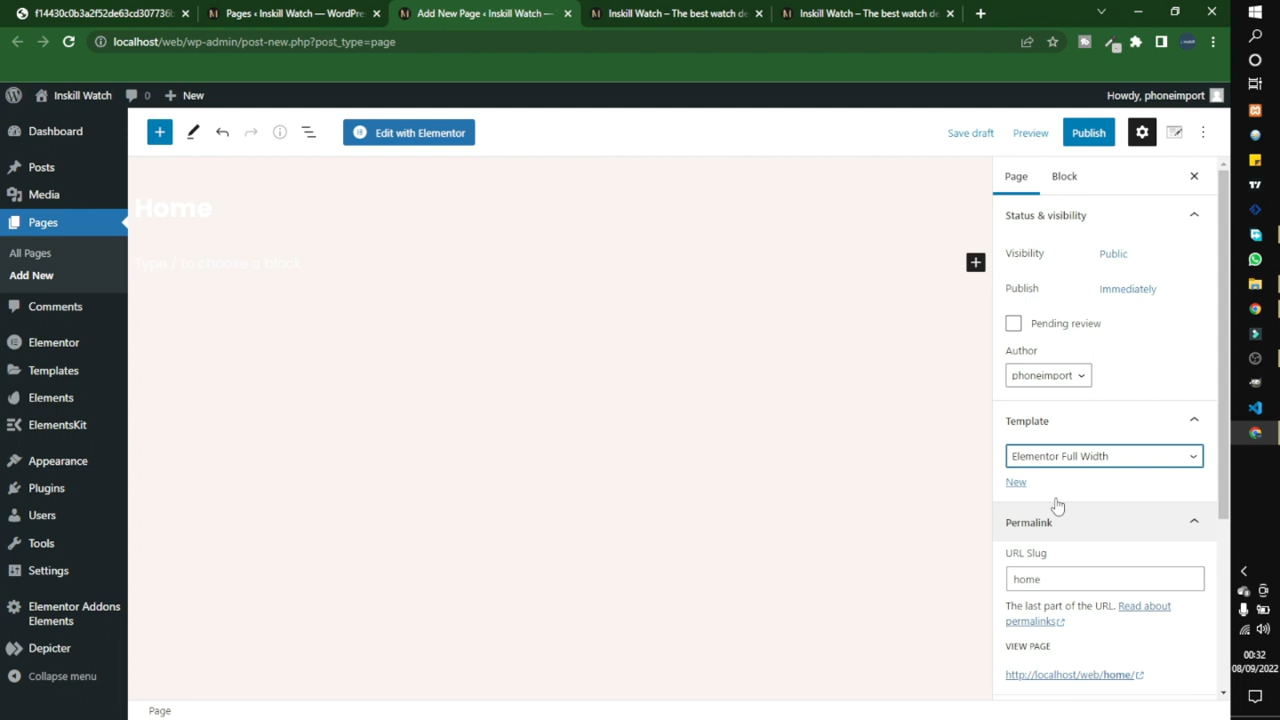 f14430c0b3a2f52de63cd307736b
Pages ‹ Inskill Watch — WordPre
Add New Page ‹ Inskill Watch —
Inskill Watch – The best watch de
Inskill Watch – The best watch de
localhost/web/wp-admin/post-new.php?post_type=page
Inskill Watch
0
New
Howdy, phoneimport
Dashboard
Posts
Media
Pages
All Pages
Add New
Comments
Elementor
Templates
Elements
ElementsKit
Appearance
Plugins
Users
Tools
Settings
Elementor Addons
Elements
Depicter
Collapse menu
Edit with Elementor
Save draft
Preview
Publish
Home
Type / to choose a block
Page
Block
Status & visibility
Visibility
Public
Publish
Immediately
Pending review
Author
phoneimport
Template
Elementor Full Width
New
Permalink
URL Slug
home
The last part of the URL. Read about
permalinks
VIEW PAGE
http://localhost/web/home/
Page
00:32
08/09/2022